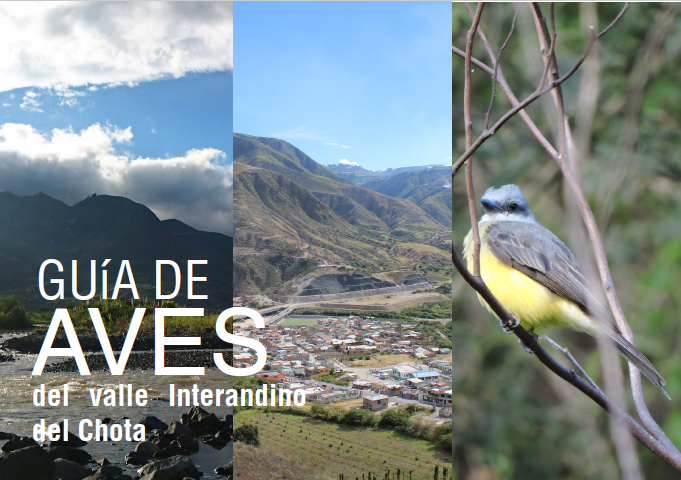 GUíA DE
AVES
del valle Interandino
del Chota